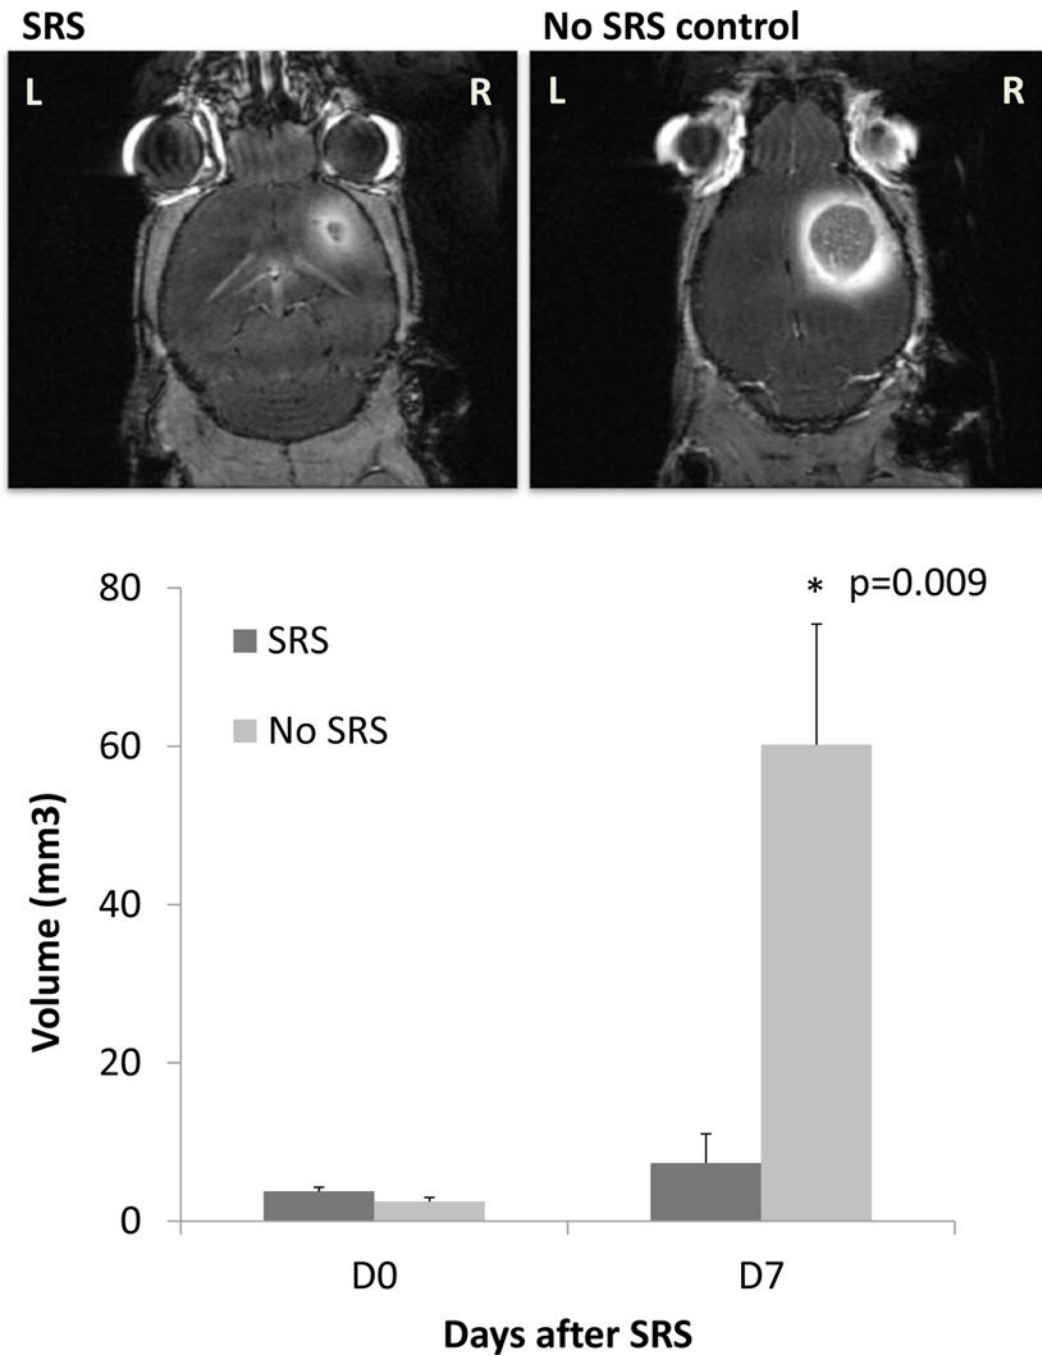 SRS
No SRS control
L
R
L
R
80
* p=0.009
SRS
No SRS
60
40
20
0
Volume (mm3)
D0
D7
Days after SRS